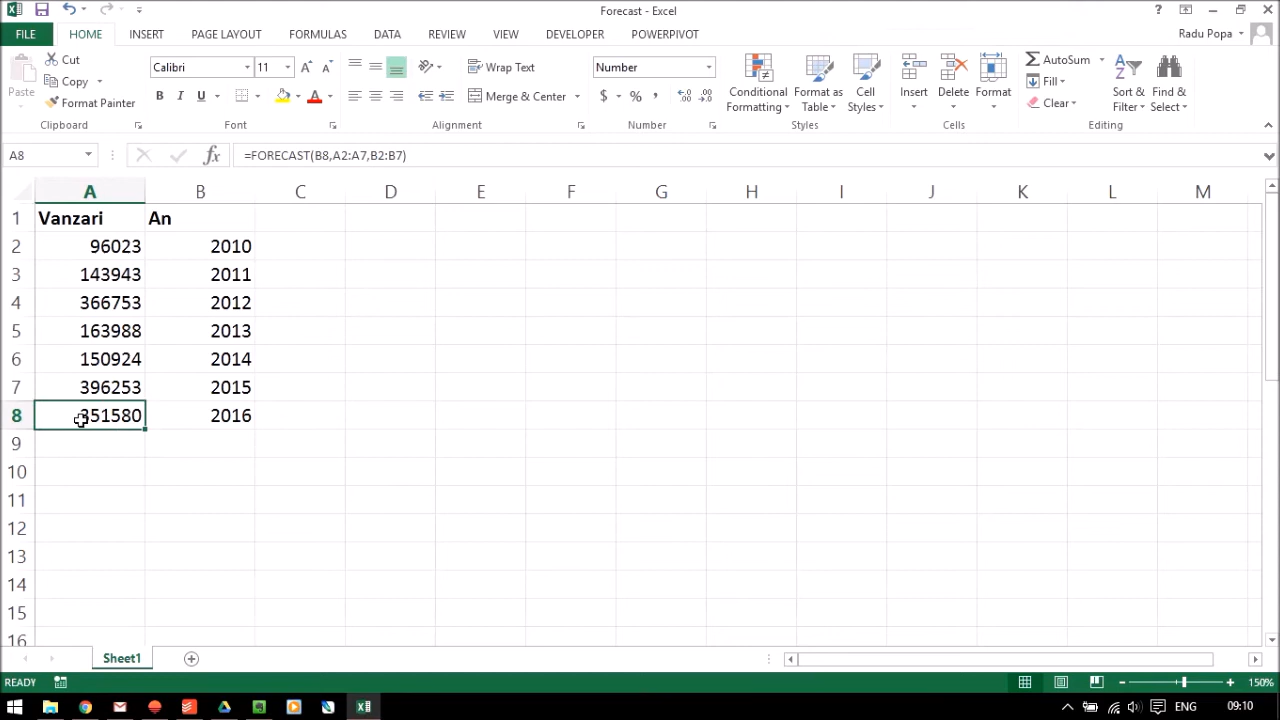 Forecast - Excel
?
FILE HOME INSERT PAGE LAYOUT FORMULAS DATA REVIEW VIEW DEVELOPER POWERPIVOT Radu Popa
Paste
Cut
Copy
Format Painter
Clipboard
Calibri 11
B I U A
Font
Wrap Text
Merge & Center
Alignment
Number
$ % ,
Number
Conditional Formatting
Format as Table
Cell Styles
Styles
Insert Delete Format
Cells
AutoSum
Fill
Clear
Sort & Filter
Find & Select
Editing
A8 fx =FORECAST(B8,A2:A7,B2:B7)
A B C D E F G H I J K L M
1 Vanzari An
2 96023 2010
3 143943 2011
4 366753 2012
5 163988 2013
6 150924 2014
7 396253 2015
8 351580 2016
9
10
11
12
13
14
15
16
Sheet1
READY 150%
ENG 09:10